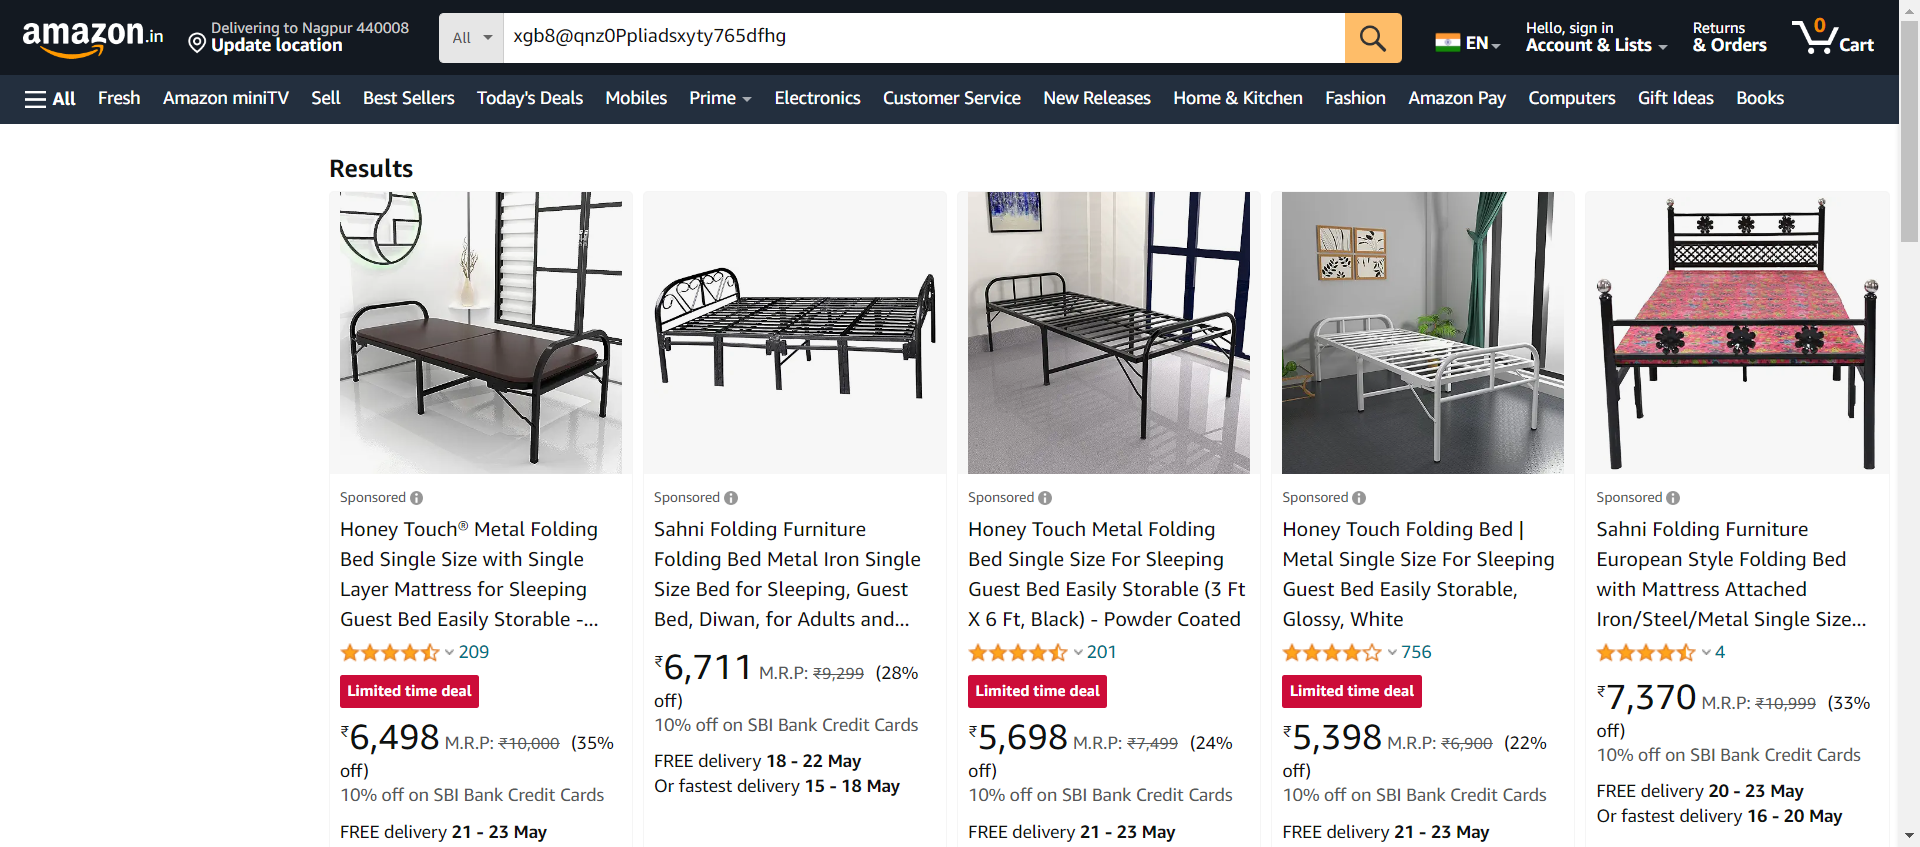 amazon.in
Delivering to Nagpur 440008
Update location
All
xgb8@qnz0Ppliadsxyty765dfhg
EN
Hello, sign in
Account & Lists
Returns
& Orders
0
Cart
All Fresh Amazon miniTV Sell Best Sellers Today's Deals Mobiles Prime Electronics Customer Service New Releases Home & Kitchen Fashion Amazon Pay Computers Gift Ideas Books
Results
Sponsored
Honey Touch® Metal Folding
Bed Single Size with Single
Layer Mattress for Sleeping
Guest Bed Easily Storable -...
209
Limited time deal
₹6,498 M.R.P: ₹10,000 (35%
off)
10% off on SBI Bank Credit Cards
FREE delivery 21 - 23 May
Sponsored
Sahni Folding Furniture
Folding Bed Metal Iron Single
Size Bed for Sleeping, Guest
Bed, Diwan, for Adults and...
₹6,711 M.R.P: ₹9,299 (28%
off)
10% off on SBI Bank Credit Cards
FREE delivery 18 - 22 May
Or fastest delivery 15 - 18 May
Sponsored
Honey Touch Metal Folding
Bed Single Size For Sleeping
Guest Bed Easily Storable (3 Ft
X 6 Ft, Black) - Powder Coated
201
Limited time deal
₹5,698 M.R.P: ₹7,499 (24%
off)
10% off on SBI Bank Credit Cards
FREE delivery 21 - 23 May
Sponsored
Honey Touch Folding Bed |
Metal Single Size For Sleeping
Guest Bed Easily Storable,
Glossy, White
756
Limited time deal
₹5,398 M.R.P: ₹6,900 (22%
off)
10% off on SBI Bank Credit Cards
FREE delivery 21 - 23 May
Sponsored
Sahni Folding Furniture
European Style Folding Bed
with Mattress Attached
Iron/Steel/Metal Single Size...
4
₹7,370 M.R.P: ₹10,999 (33%
off)
10% off on SBI Bank Credit Cards
FREE delivery 20 - 23 May
Or fastest delivery 16 - 20 May